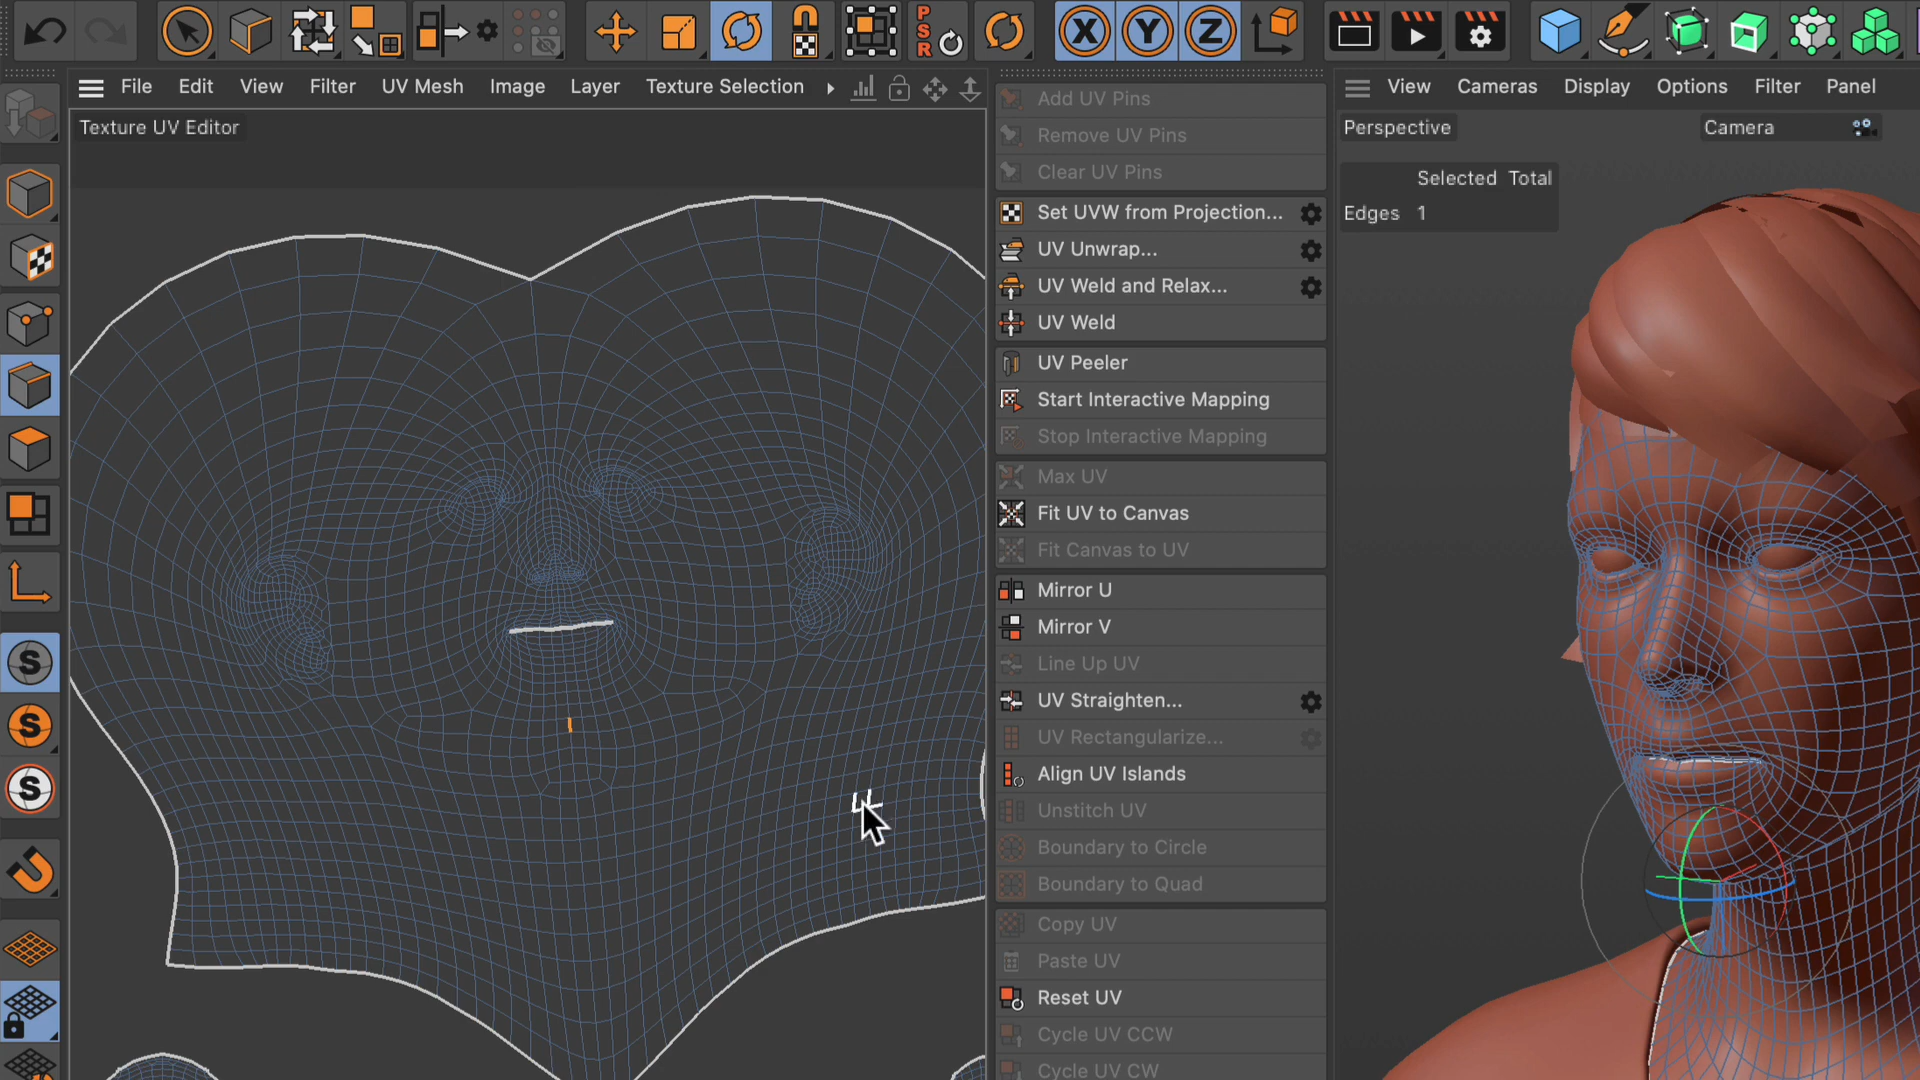 P
S
R
X
Y
Z
File Edit View Filter UV Mesh Image Layer Texture Selection
Texture UV Editor
S
S
S
Add UV Pins
Remove UV Pins
Clear UV Pins
Set UVW from Projection...
UV Unwrap...
UV Weld and Relax...
UV Weld
UV Peeler
Start Interactive Mapping
Stop Interactive Mapping
Max UV
Fit UV to Canvas
Fit Canvas to UV
Mirror U
Mirror V
Line Up UV
UV Straighten...
UV Rectangularize...
Align UV Islands
Unstitch UV
Boundary to Circle
Boundary to Quad
Copy UV
Paste UV
Reset UV
Cycle UV CCW
Cycle UV CW
View Cameras Display Options Filter Panel
Perspective
Camera
Selected Total
Edges 1